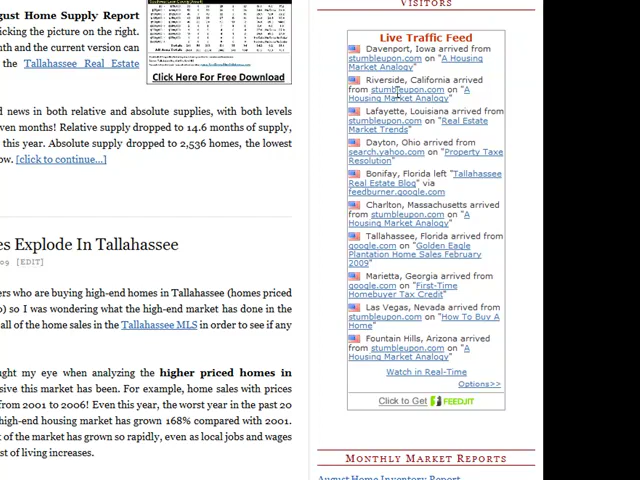 VISITORS
ugust Home Supply Report
icking the picture on the right.
nth and the current version can
the Tallahassee Real Estate
Click Here For Free Download
d news in both relative and absolute supplies, with both levels
ven months! Relative supply dropped to 14.6 months of supply,
this year. Absolute supply dropped to 2,536 homes, the lowest
ow. [click to continue...]
es Explode In Tallahassee
09 [EDIT]
ers who are buying high-end homes in Tallahassee (homes priced
o) so I was wondering what the high-end market has done in the
all of the home sales in the Tallahassee MLS in order to see if any
ught my eye when analyzing the higher priced homes in
sive this market has been. For example, home sales with prices
from 2001 to 2006! Even this year, the worst year in the past 20
high-end housing market has grown 168% compared with 2001.
t of the market has grown so rapidly, even as local jobs and wages
st of living increases.
Live Traffic Feed
Davenport, Iowa arrived from
stumbleupon.com on "A Housing
Market Analogy"
Riverside, California arrived
from stumbleupon.com on "A
Housing Market Analogy"
Lafayette, Louisiana arrived from
stumbleupon.com on "Real Estate
Market Trends"
Dayton, Ohio arrived from
search.yahoo.com on "Property Taxe
Resolution"
Bonifay, Florida left "Tallahassee
Real Estate Blog" via
feedburner.google.com
Charlton, Massachusetts arrived
from stumbleupon.com on "A
Housing Market Analogy"
Tallahassee, Florida arrived from
google.com on "Golden Eagle
Plantation Home Sales February
2009"
Marietta, Georgia arrived from
google.com on "First-Time
Homebuyer Tax Credit"
Las Vegas, Nevada arrived from
stumbleupon.com on "How To Buy A
Home"
Fountain Hills, Arizona arrived
from stumbleupon.com on "A
Housing Market Analogy"
Watch in Real-Time
Options>>
Click to Get FEEDJIT
MONTHLY MARKET REPORTS
August Home Inventory Report